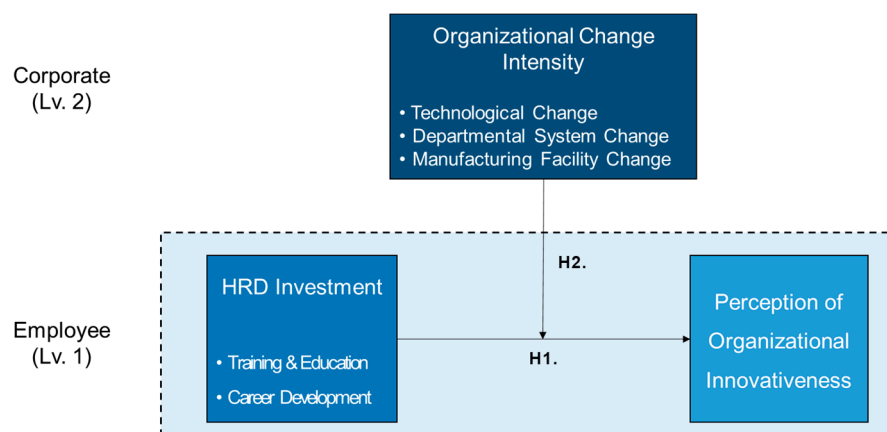 Organizational Change
Intensity
Corporate
(Lv. 2)
• Technological Change
• Departmental System Change
• Manufacturing Facility Change
H2.
HRD Investment
• Training & Education
• Career Development
Employee
(Lv. 1)
H1.
Perception of
Organizational
Innovativeness